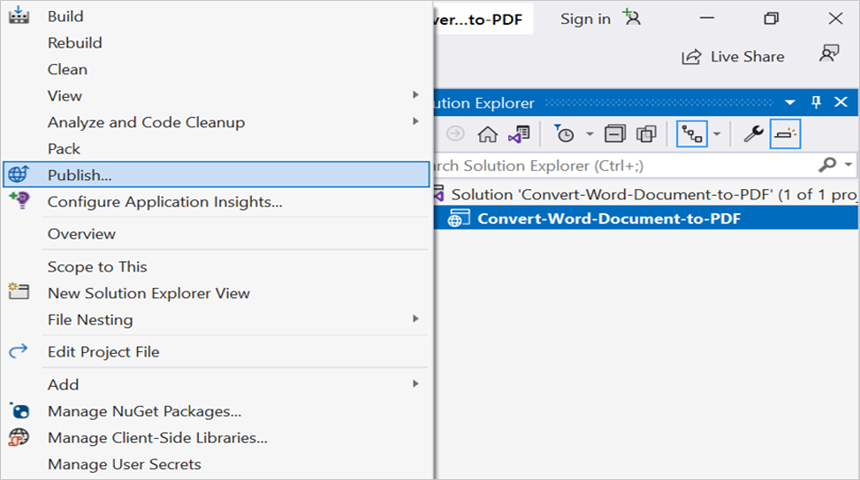 Build
Rebuild
Clean
View
Analyze and Code Cleanup
Pack
Publish...
Configure Application Insights...
Overview
Scope to This
New Solution Explorer View
File Nesting
Edit Project File
Add
Manage NuGet Packages...
Manage Client-Side Libraries...
Manage User Secrets
ver...to-PDF
Sign in
Live Share
ution Explorer
rch Solution Explorer (Ctrl+;)
Solution 'Convert-Word-Document-to-PDF' (1 of 1 pro
Convert-Word-Document-to-PDF